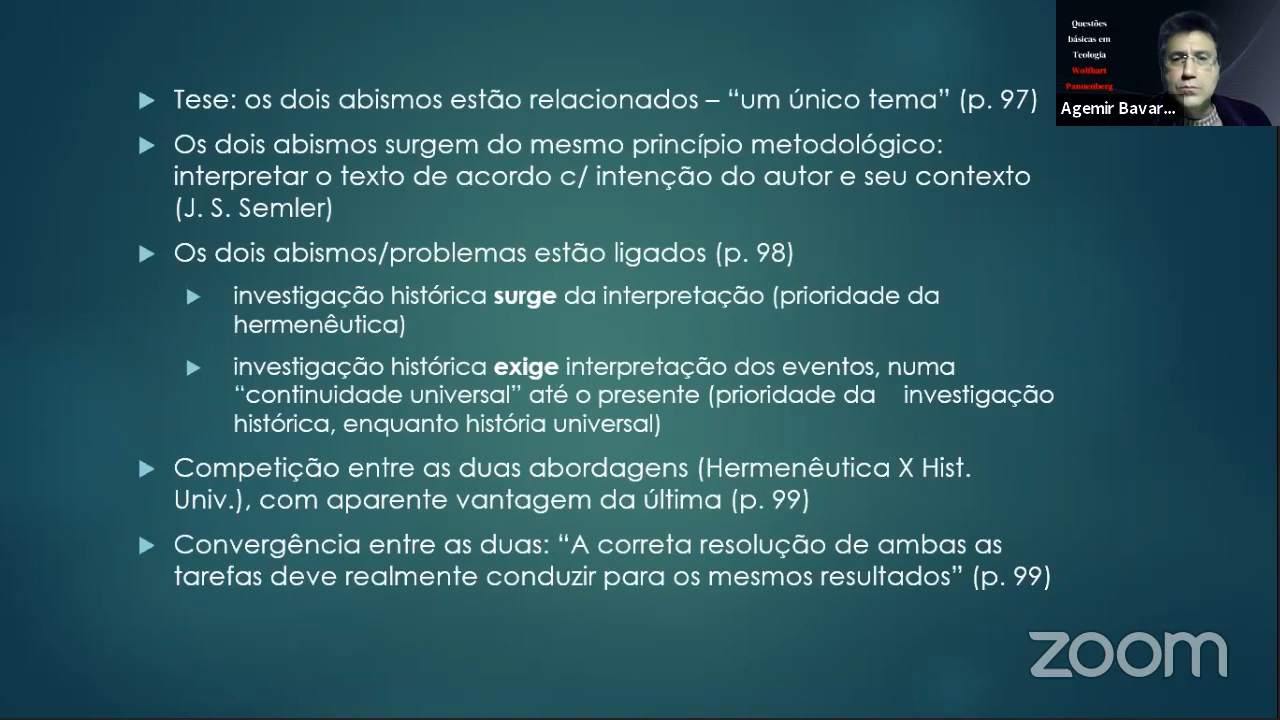 Tese: os dois abismos estão relacionados – “um único tema” (p. 97)
Os dois abismos surgem do mesmo princípio metodológico:
interpretar o texto de acordo c/ intenção do autor e seu contexto
(J. S. Semler)
Os dois abismos/problemas estão ligados (p. 98)
investigação histórica surge da interpretação (prioridade da
hermenêutica)
investigação histórica exige interpretação dos eventos, numa
“continuidade universal” até o presente (prioridade da investigação
histórica, enquanto história universal)
Competição entre as duas abordagens (Hermenêutica X Hist.
Univ.), com aparente vantagem da última (p. 99)
Convergência entre as duas: “A correta resolução de ambas as
tarefas deve realmente conduzir para os mesmos resultados” (p. 99)
Questões
básicas em
Teologia
Wolfhart
Pannenberg
Agemir Bavar...
zoom